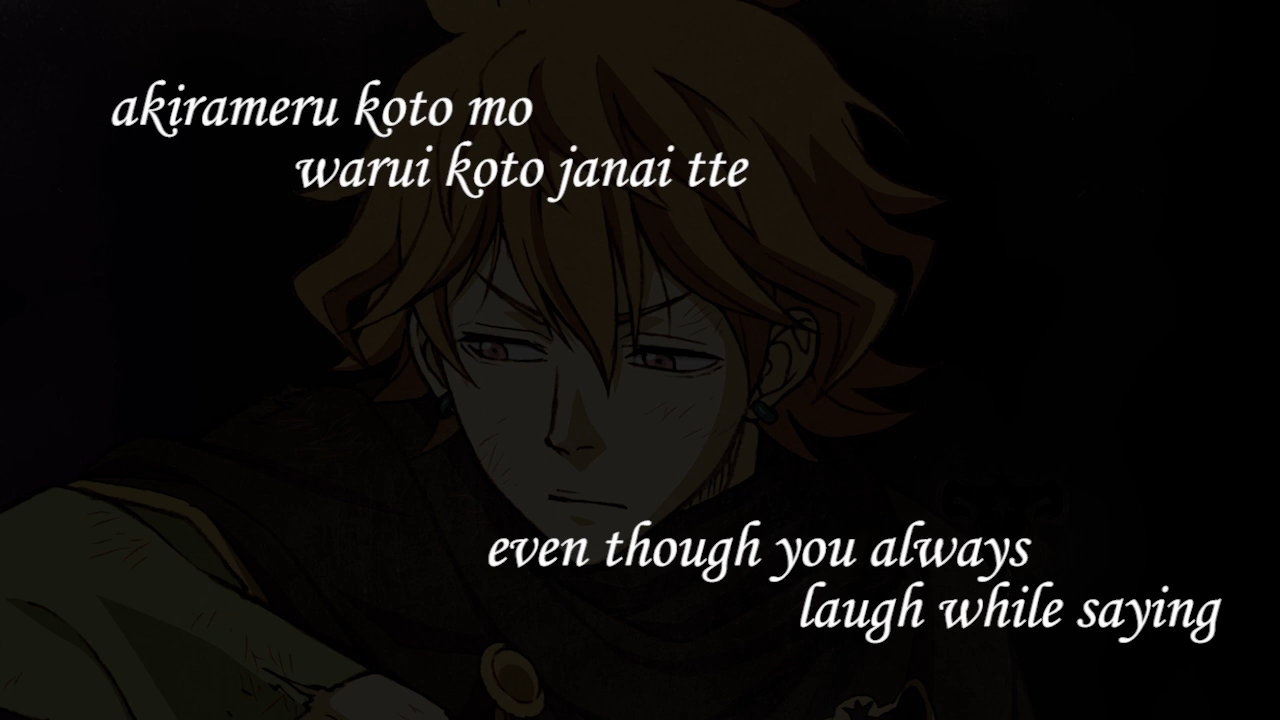 akirameru koto mo
warui koto janai tte
even though you always
laugh while saying